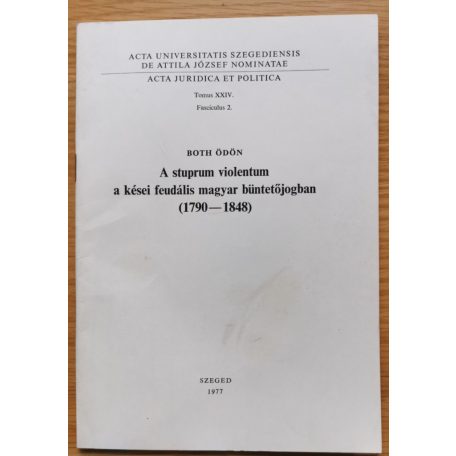 ACTA UNIVERSITATIS SZEGEDIENSIS
DE ATTILA JÓZSEF NOMINATAE
ACTA JURIDICA ET POLITICA
Tomus XXIV.
Fasciculus 2.
BOTH ÖDÖN
A stuprum violentum
a kései feudális magyar büntetőjogban
(1790—1848)
SZEGED
1977